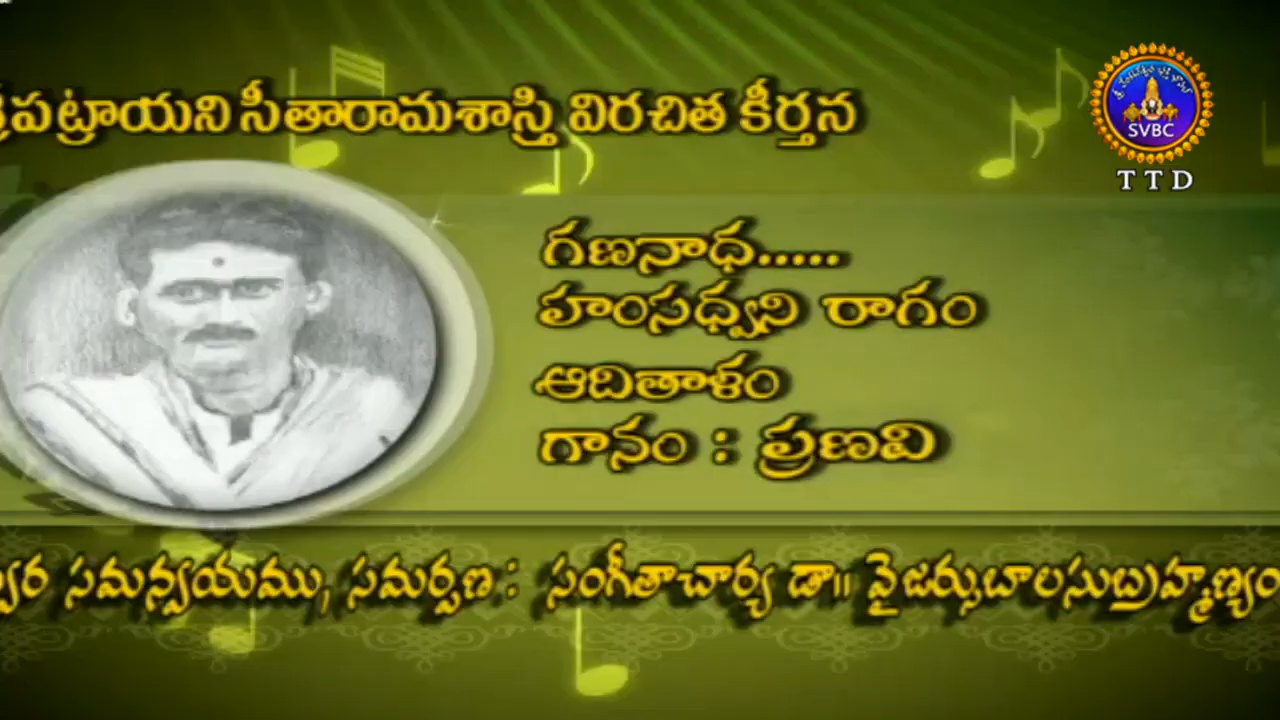 పట్రాయని సీతారామశాస్త్రి విరచిత కీర్తన
SVBC
T T D
గణనాధ.....
హంసధ్వని రాగం
ఆదితాళం
గానం : ప్రణవి
స్వర సమన్వయము, సమర్పణ : సంగీతాచార్య డా॥ వైజర్సుబాలసుబ్రహ్మణ్యం